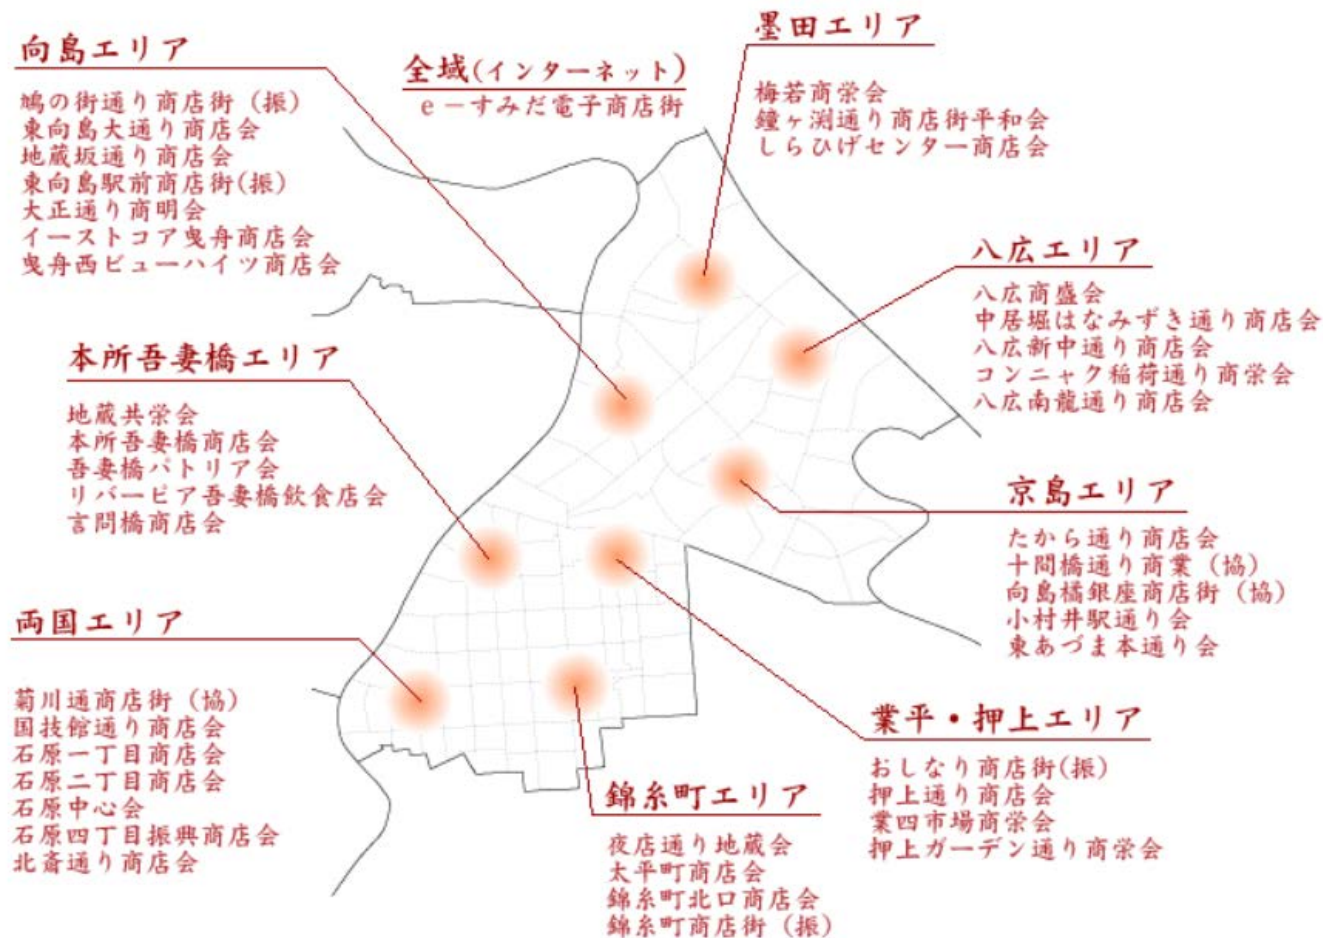 向島エリア
鳩の街通り商店街（振）
東向島大通り商店会
地蔵坂通り商店会
東向島駅前商店街(振)
大正通り商明会
イーストコア曳舟商店会
曳舟西ビューハイツ商店会
全域(インターネット)
e－すみだ電子商店街
墨田エリア
梅若商栄会
鐘ヶ渕通り商店街平和会
しらひげセンター商店会
八広エリア
八広商盛会
中居堀はなみずき通り商店会
八広新中通り商店会
コンニャク稲荷通り商栄会
八広南龍通り商店会
本所吾妻橋エリア
地蔵共栄会
本所吾妻橋商店会
吾妻橋パトリア会
リバーピア吾妻橋飲食店会
言問橋商店会
京島エリア
たから通り商店会
十間橋通り商業（協）
向島橘銀座商店街（協）
小村井駅通り会
東あづま本通り会
両国エリア
菊川通商店街（協）
国技館通り商店会
石原一丁目商店会
石原二丁目商店会
石原中心会
石原四丁目振興商店会
北斎通り商店会
業平・押上エリア
おしなり商店街(振)
押上通り商店会
業四市場商栄会
押上ガーデン通り商栄会
錦糸町エリア
夜店通り地蔵会
太平町商店会
錦糸町北口商店会
錦糸町商店街（振）